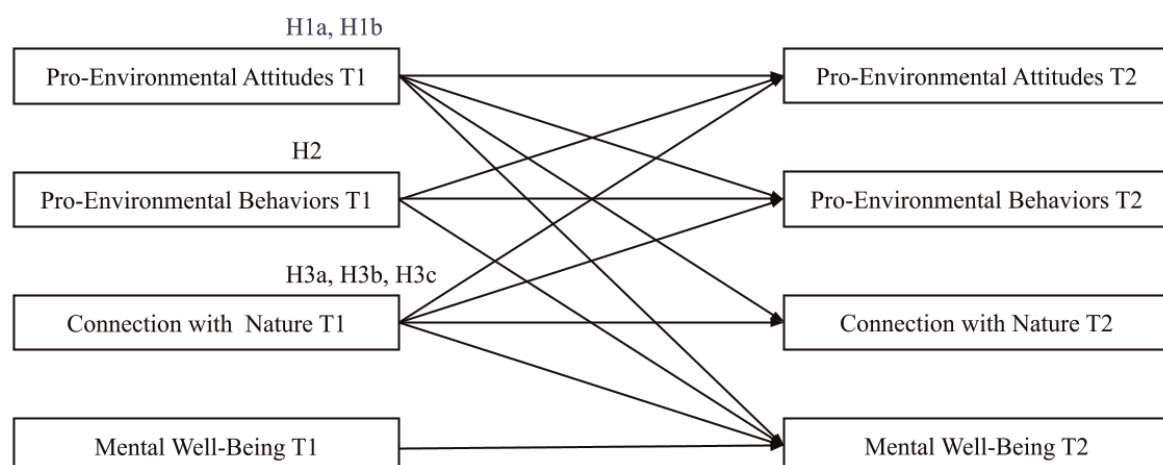 H1a, H1b
Pro-Environmental Attitudes T1
Pro-Environmental Attitudes T2
H2
Pro-Environmental Behaviors T1
Pro-Environmental Behaviors T2
H3a, H3b, H3c
Connection with Nature T1
Connection with Nature T2
Mental Well-Being T1
Mental Well-Being T2